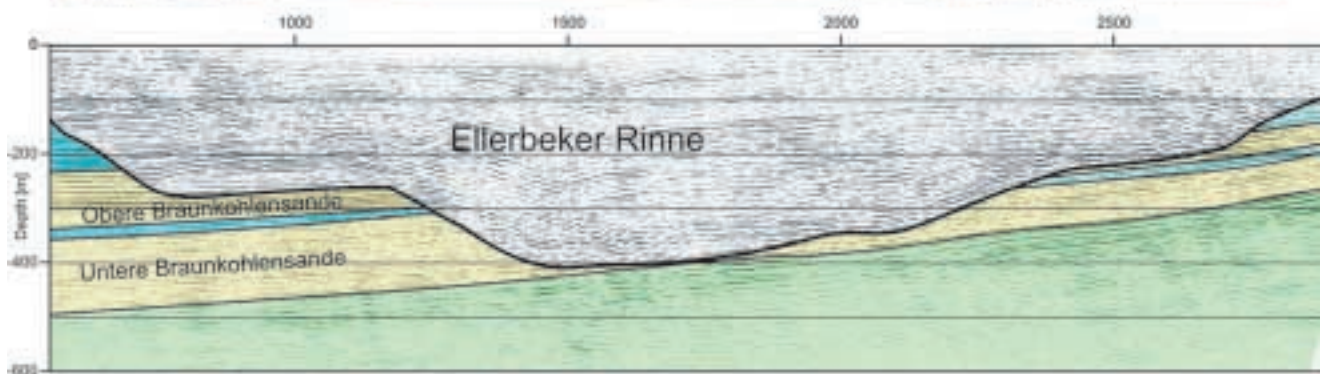 1000 1500 2000 2500
0
Ellerbeker Rinne
-200
Depth [m]
Obere Braunkohlensande
Untere Braunkohlensande
-400
-600